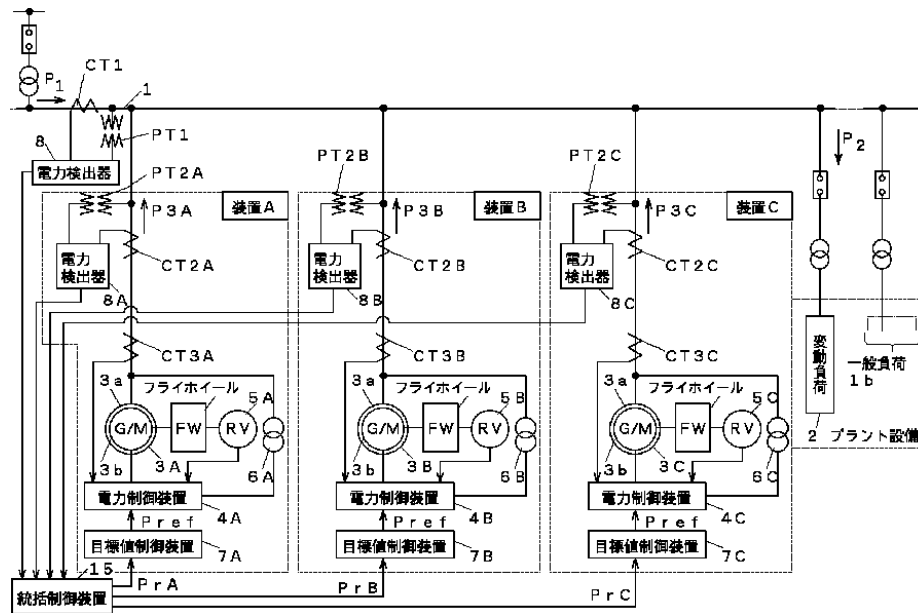 CT1
P1
1
PT1
8
電力検出器
PT2A
PT2B
PT2C
P2
P3A
装置A
P3B
装置B
P3C
装置C
電力
検出器
CT2A
電力
検出器
CT2B
電力
検出器
CT2C
8A
8B
8C
CT3A
CT3B
CT3C
変動負荷
一般負荷
1b
3a
フライホイール
5A
3a
フライホイール
5B
3a
フライホイール
5C
G/M
FW
RV
G/M
FW
RV
G/M
FW
RV
2 プラント設備
3b
3A
6A
3b
3B
6B
3b
3C
6C
電力制御装置
電力制御装置
電力制御装置
4A
4B
4C
Pref
Pref
Pref
目標値制御装置
目標値制御装置
目標値制御装置
7A
7B
7C
15
PrA
PrB
PrC
統括制御装置